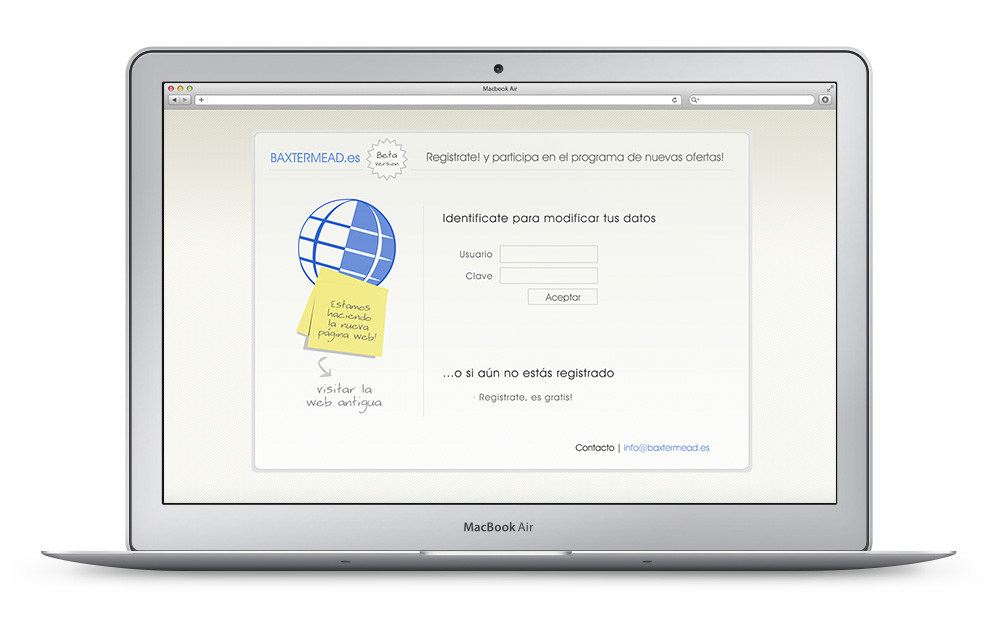 Macbook Air
BAXTERMEAD.es
Beta
version
Registrate! y participa en el programa de nuevas ofertas!
Identificate para modificar tus datos
Usuario
Clave
Aceptar
Estamos
haciendo
la nueva
página web!
visitar la
web antigua
...o si aún no estás registrado
· Registrate, es gratis!
Contacto | info@baxtermead.es
MacBook Air